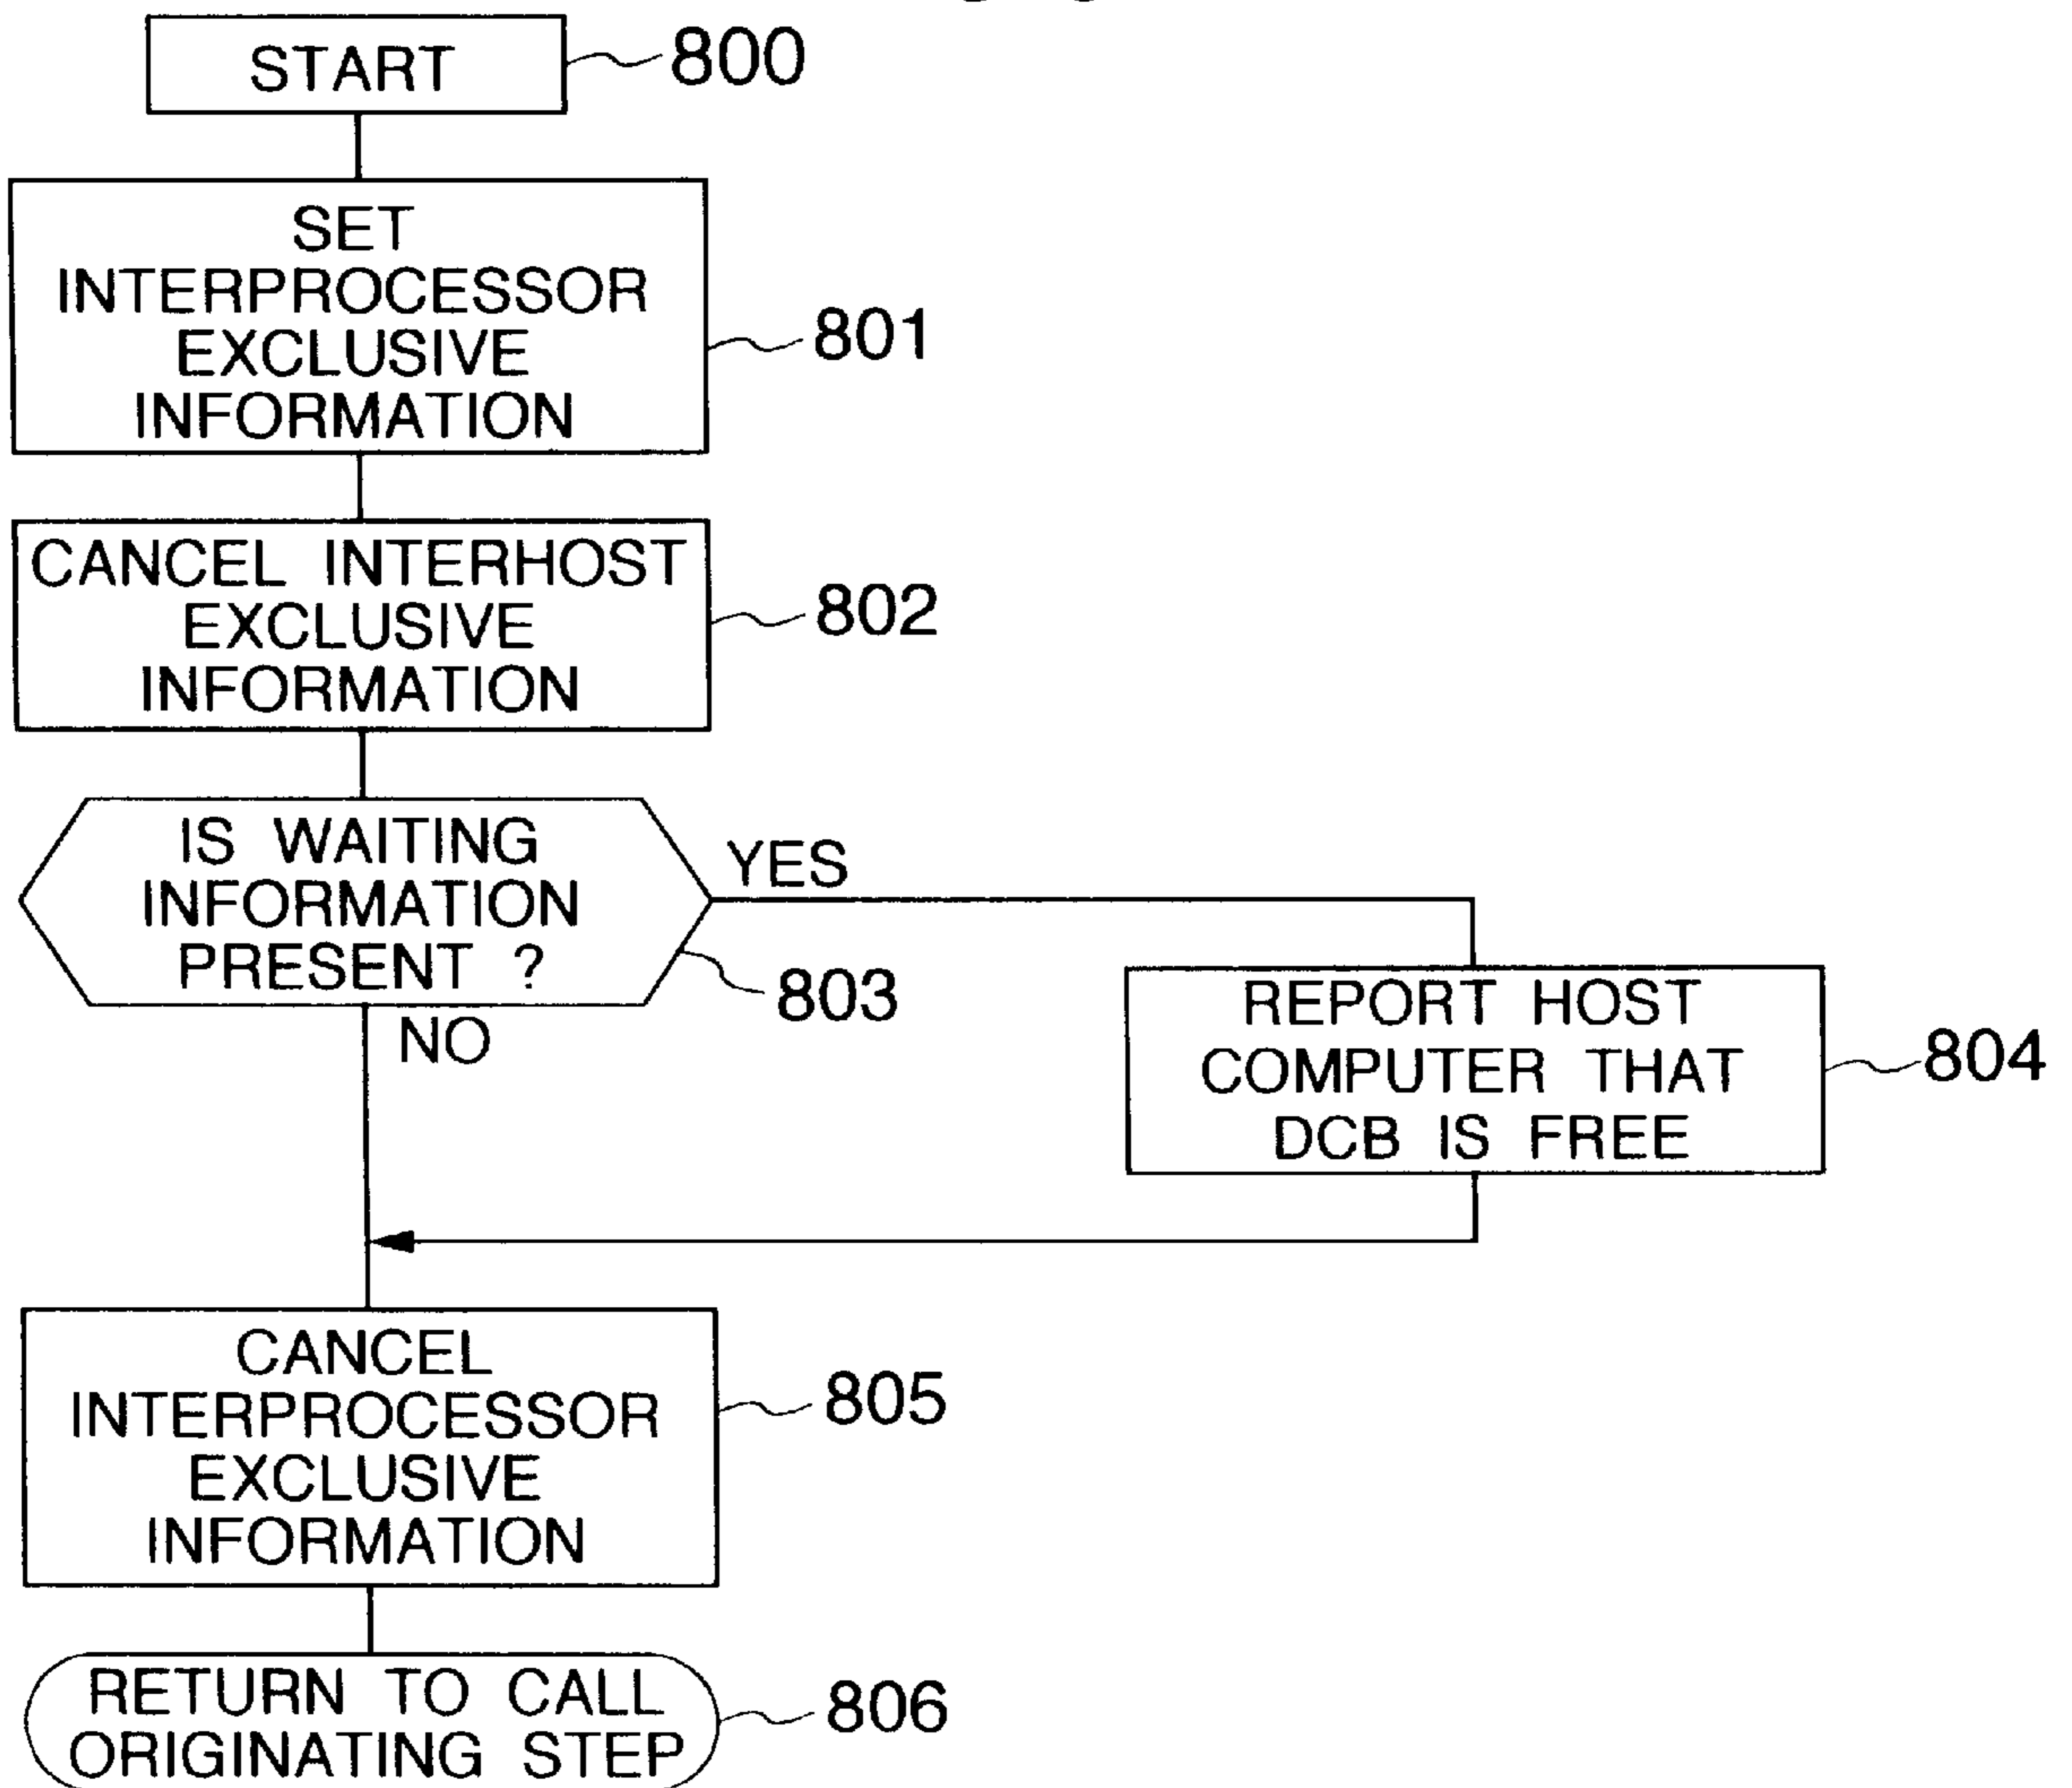 START
800
SET
INTERPROCESSOR
EXCLUSIVE
INFORMATION
801
CANCEL INTERHOST
EXCLUSIVE
INFORMATION
802
IS WAITING
INFORMATION
PRESENT ?
803
YES
NO
REPORT HOST
COMPUTER THAT
DCB IS FREE
804
CANCEL
INTERPROCESSOR
EXCLUSIVE
INFORMATION
805
RETURN TO CALL
ORIGINATING STEP
806